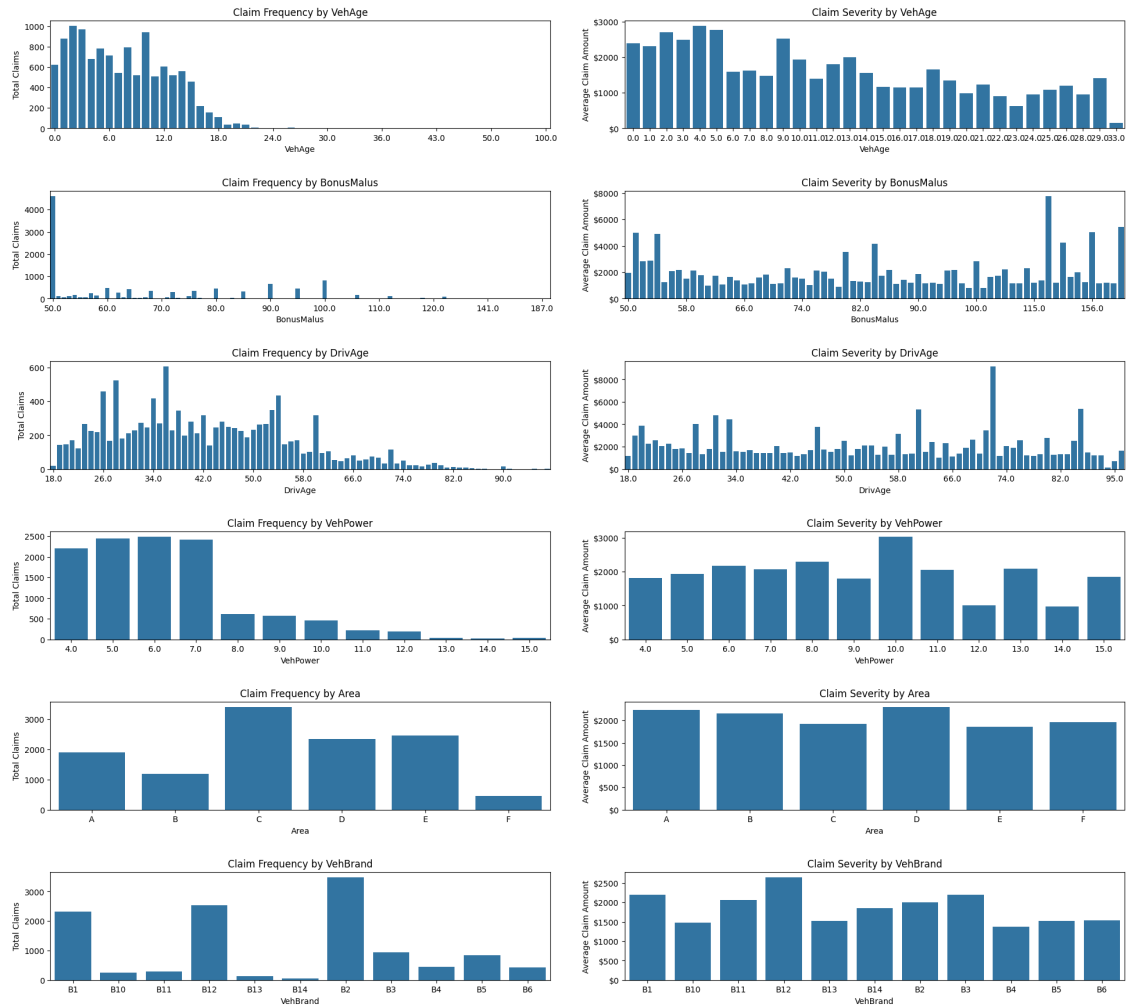 Claim Frequency by VehAge
Total Claims
1000
800
600
400
200
0
0.0 6.0 12.0 18.0 24.0 30.0 36.0 43.0 50.0 100.0
VehAge
Claim Severity by VehAge
Average Claim Amount
$3000
$2000
$1000
$0
0.0 1.0 2.0 3.0 4.0 5.0 6.0 7.0 8.0 9.0 10.0 11.0 12.0 13.0 14.0 15.0 16.0 17.0 18.0 19.0 20.0 21.0 22.0 23.0 24.0 25.0 26.0 28.0 29.0 33.0
VehAge
Claim Frequency by BonusMalus
Total Claims
4000
3000
2000
1000
0
50.0 60.0 70.0 80.0 90.0 100.0 112.0 120.0 141.0 187.0
BonusMalus
Claim Severity by BonusMalus
Average Claim Amount
$8000
$6000
$4000
$2000
$0
50.0 58.0 66.0 74.0 82.0 84.0 100.0 115.0 156.0
BonusMalus
Claim Frequency by DrivAge
Total Claims
600
400
200
0
18.0 26.0 34.0 42.0 50.0 58.0 66.0 74.0 82.0 90.0
DrivAge
Claim Severity by DrivAge
Average Claim Amount
$8000
$6000
$4000
$2000
$0
18.0 26.0 34.0 42.0 50.0 58.0 66.0 74.0 82.0 95.0
DrivAge
Claim Frequency by VehPower
Total Claims
2500
2000
1500
1000
500
0
4.0 5.0 6.0 7.0 8.0 9.0 10.0 11.0 12.0 13.0 14.0 15.0
VehPower
Claim Severity by VehPower
Average Claim Amount
$3000
$2000
$1000
$0
4.0 5.0 6.0 7.0 8.0 9.0 10.0 11.0 12.0 13.0 14.0 15.0
VehPower
Claim Frequency by Area
Total Claims
3000
2000
1000
0
A B C D E F
Area
Claim Severity by Area
Average Claim Amount
$2000
$1500
$1000
$500
$0
A B C D E F
Area
Claim Frequency by VehBrand
Total Claims
3000
2000
1000
0
B1 B10 B11 B12 B13 B14 B2 B3 B4 B5 B6
VehBrand
Claim Severity by VehBrand
Average Claim Amount
$2500
$2000
$1500
$1000
$500
$0
B1 B10 B11 B12 B13 B14 B2 B3 B4 B5 B6
VehBrand